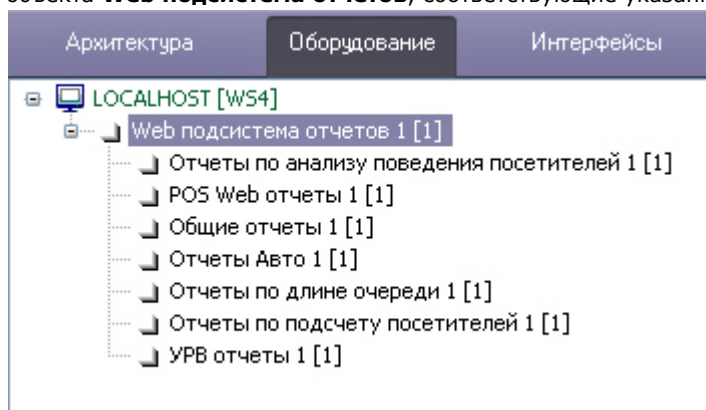 объекта Web подсистема отчетов, соответствующие указан
Архитектура Оборудование Интерфейсы
LOCALHOST [WS4]
Web подсистема отчетов 1 [1]
Отчеты по анализу поведения посетителей 1 [1]
POS Web отчеты 1 [1]
Общие отчеты 1 [1]
Отчеты Авто 1 [1]
Отчеты по длине очереди 1 [1]
Отчеты по подсчету посетителей 1 [1]
УРВ отчеты 1 [1]